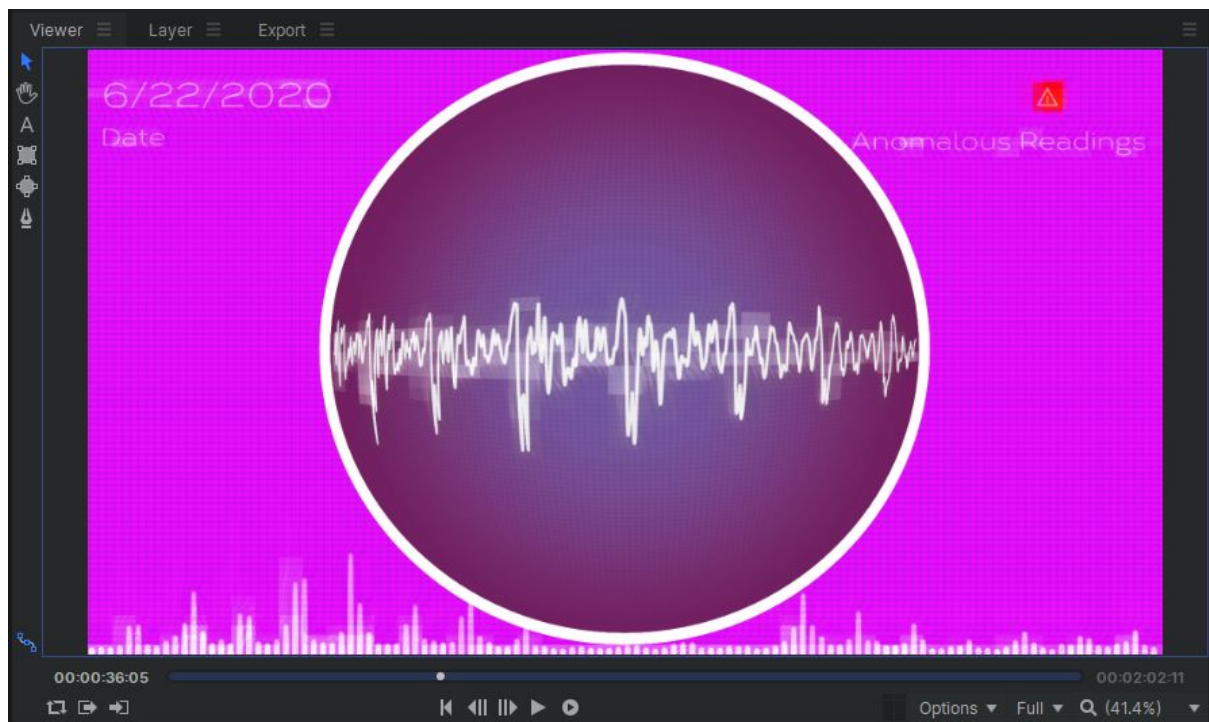 Viewer
Layer
Export
6/22/2020
Date
Anomalous Readings
A
00:00:36:05
00:02:02:11
Options
Full
(41.4%)